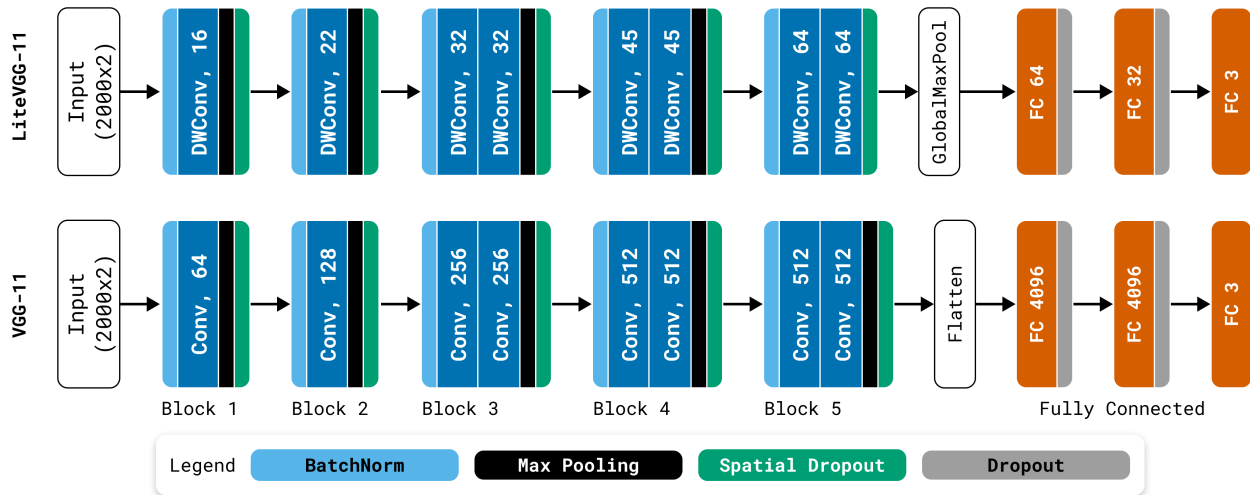 LiteVGG-11
Input
(2000x2)
DWConv, 16
DWConv, 22
DWConv, 32
DWConv, 32
DWConv, 45
DWConv, 45
DWConv, 64
DWConv, 64
GlobalMaxPool
FC 64
FC 32
FC 3
VGG-11
Input
(2000x2)
Conv, 64
Conv, 128
Conv, 256
Conv, 256
Conv, 512
Conv, 512
Conv, 512
Conv, 512
Flatten
FC 4096
FC 4096
FC 3
Block 1
Block 2
Block 3
Block 4
Block 5
Fully Connected
Legend
BatchNorm
Max Pooling
Spatial Dropout
Dropout